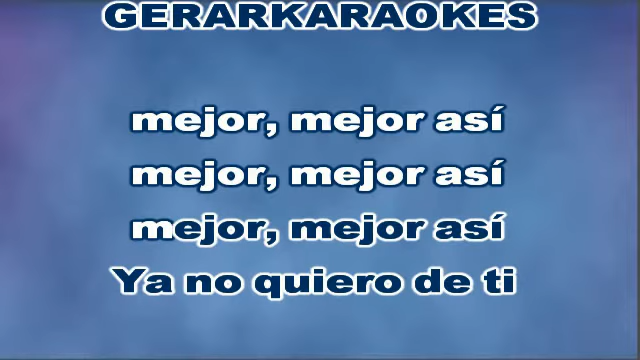 GERARKARAOKES
mejor, mejor así
mejor, mejor así
mejor, mejor así
Ya no quiero de ti